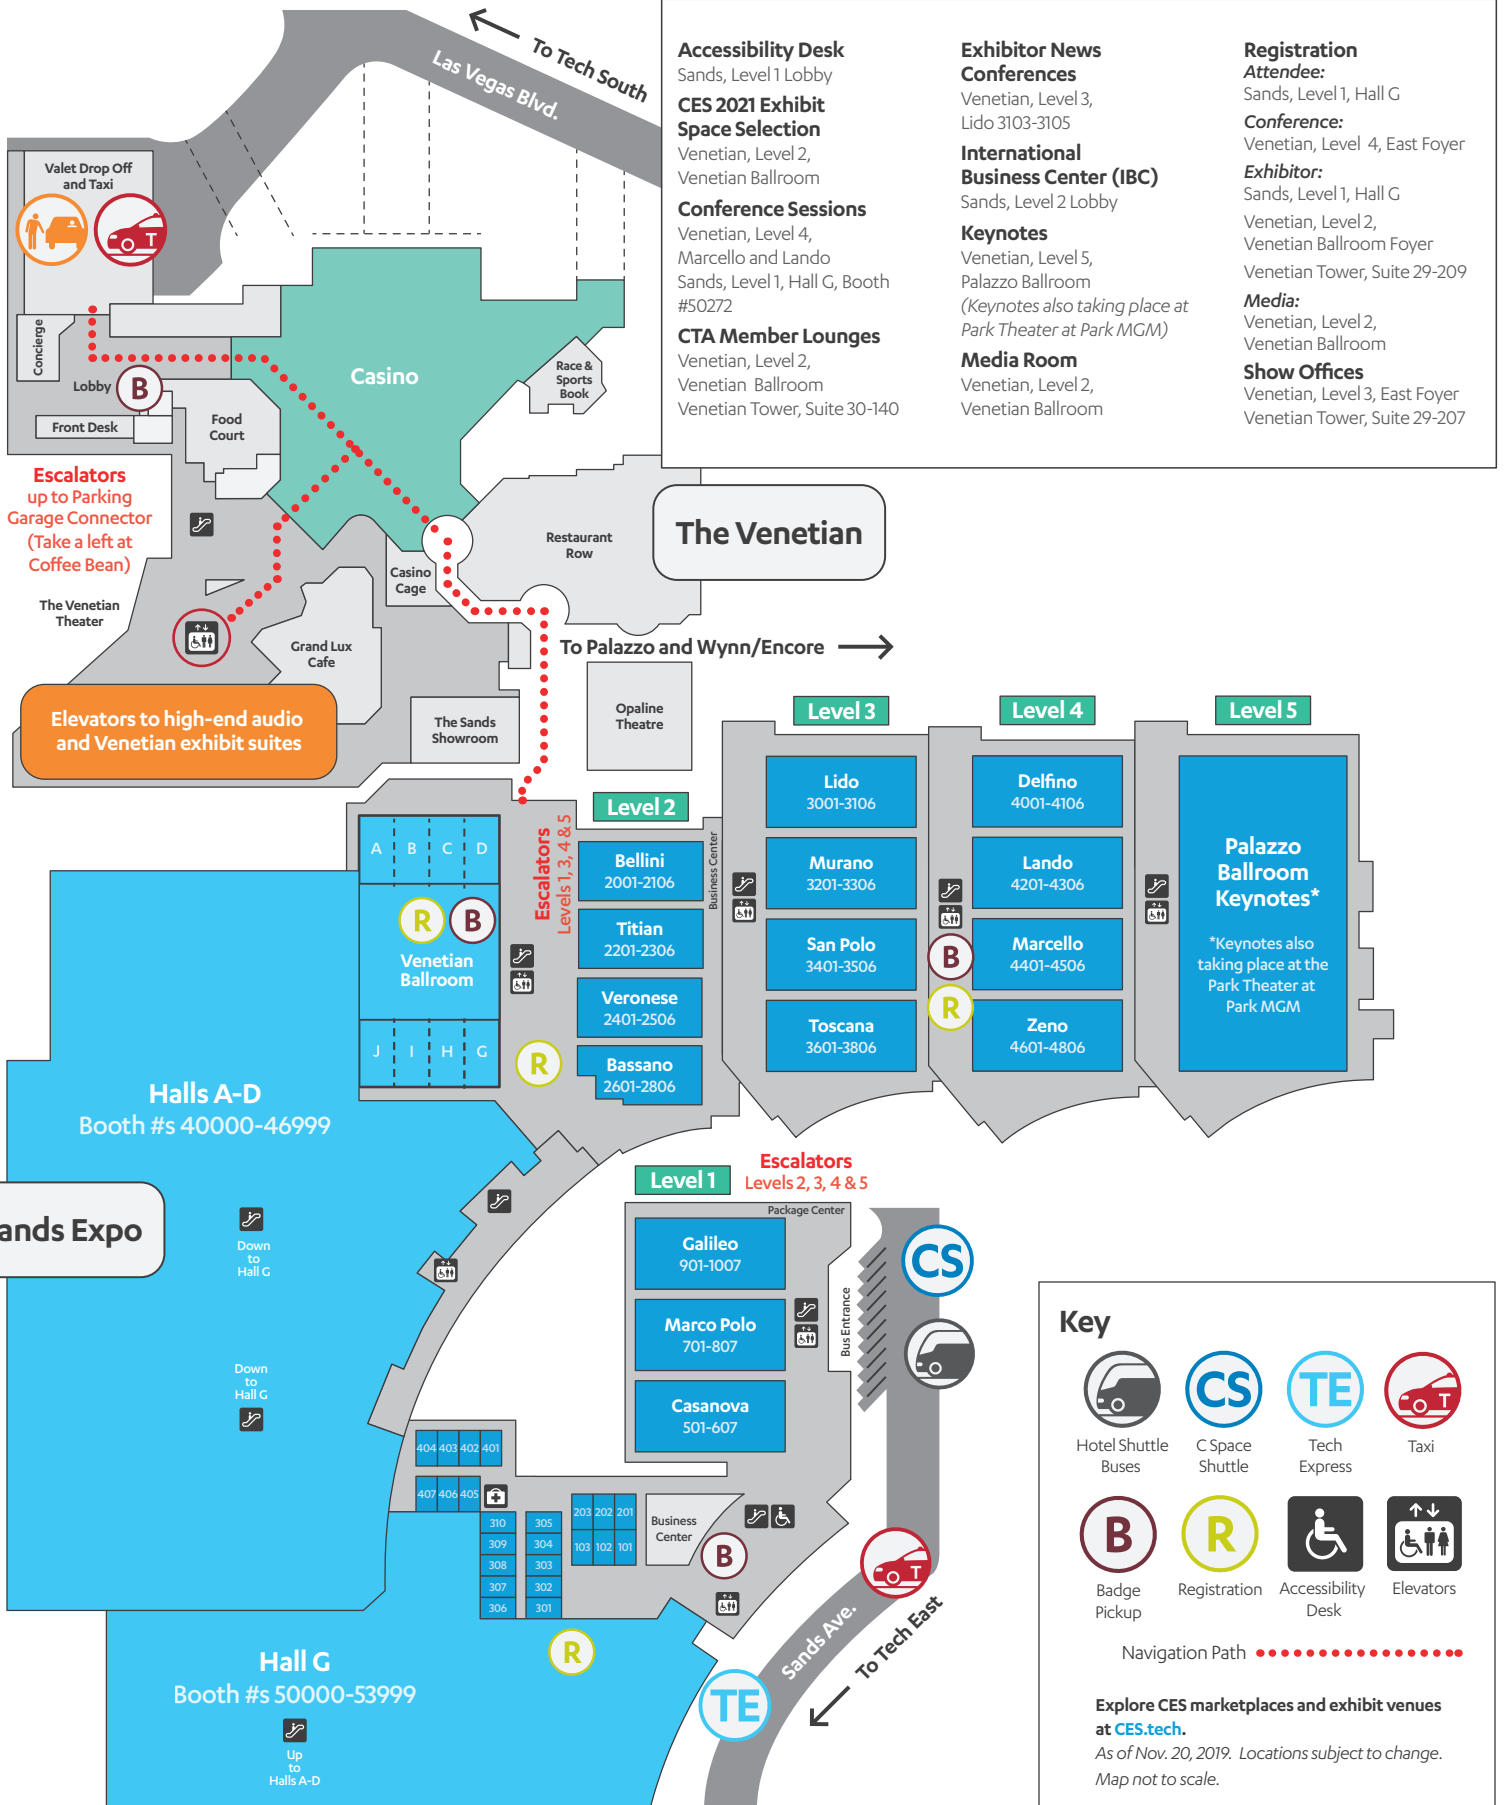 To Tech South
Las Vegas Blvd.
Accessibility Desk
Sands, Level 1 Lobby
CES 2021 Exhibit
Space Selection
Venetian, Level 2,
Venetian Ballroom
Conference Sessions
Venetian, Level 4,
Marcello and Lando
Sands, Level 1, Hall G, Booth
#50272
CTA Member Lounges
Venetian, Level 2,
Venetian Ballroom
Venetian Tower, Suite 30-140
Exhibitor News
Conferences
Venetian, Level 3,
Lido 3103-3105
International
Business Center (IBC)
Sands, Level 2 Lobby
Keynotes
Venetian, Level 5,
Palazzo Ballroom
(Keynotes also taking place at
Park Theater at Park MGM)
Media Room
Venetian, Level 2,
Venetian Ballroom
Registration
Attendee:
Sands, Level 1, Hall G
Conference:
Venetian, Level 4, East Foyer
Exhibitor:
Sands, Level 1, Hall G
Venetian, Level 2,
Venetian Ballroom Foyer
Venetian Tower, Suite 29-209
Media:
Venetian, Level 2,
Venetian Ballroom
Show Offices
Venetian, Level 3, East Foyer
Venetian Tower, Suite 29-207
Valet Drop Off
and Taxi
T
Concierge
Lobby
B
Front Desk
Food
Court
Casino
Race &
Sports
Book
Escalators
up to Parking
Garage Connector
(Take a left at
Coffee Bean)
The Venetian
Theater
Casino
Cage
Restaurant
Row
The Venetian
Grand Lux
Cafe
To Palazzo and Wynn/Encore
Elevators to high-end audio
and Venetian exhibit suites
The Sands
Showroom
Opaline
Theatre
Level 2
Level 3
Level 4
Level 5
A B C D
R B
Venetian
Ballroom
J I H G
Escalators
Levels 1, 3, 4 & 5
R
Bellini
2001-2106
Titian
2201-2306
Veronese
2401-2506
Bassano
2601-2806
Business Center
Lido
3001-3106
Murano
3201-3306
San Polo
3401-3506
Toscana
3601-3806
B
R
Delfino
4001-4106
Lando
4201-4306
Marcello
4401-4506
Zeno
4601-4806
Palazzo
Ballroom
Keynotes*
*Keynotes also
taking place at the
Park Theater at
Park MGM
Halls A-D
Booth #s 40000-46999
ands Expo
Down
to
Hall G
Down
to
Hall G
Level 1
Escalators
Levels 2, 3, 4 & 5
Package Center
Galileo
901-1007
Marco Polo
701-807
Casanova
501-607
Bus Entrance
CS
404 403 402 401
407 406 405
310
309
308
307
306
305
304
303
302
301
203 202 201
103 102 101
Business
Center
B
R
T
Sands Ave.
To Tech East
TE
Hall G
Booth #s 50000-53999
Up
to
Halls A-D
Key
CS
TE
T
Hotel Shuttle
Buses
C Space
Shuttle
Tech
Express
Taxi
B
R
Badge
Pickup
Registration
Accessibility
Desk
Elevators
Navigation Path
Explore CES marketplaces and exhibit venues
at CES.tech.
As of Nov. 20, 2019. Locations subject to change.
Map not to scale.